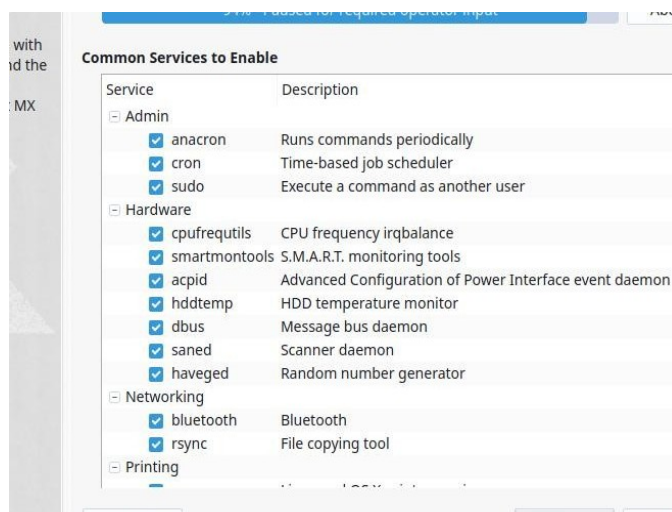 with
nd the
MX
Common Services to Enable
Service Description
Admin
anacron Runs commands periodically
cron Time-based job scheduler
sudo Execute a command as another user
Hardware
cpufrequtils CPU frequency irqbalance
smartmontools S.M.A.R.T. monitoring tools
acpid Advanced Configuration of Power Interface event daemon
hddtemp HDD temperature monitor
dbus Message bus daemon
saned Scanner daemon
haveged Random number generator
Networking
bluetooth Bluetooth
rsync File copying tool
Printing